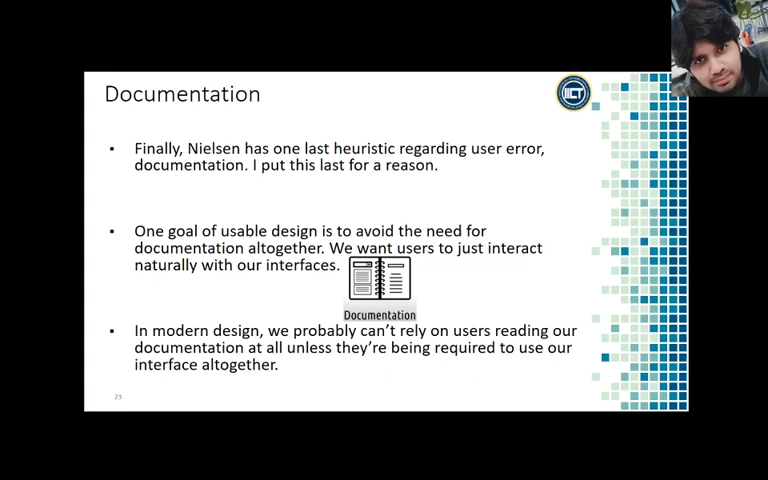 Documentation
IICT
▪ Finally, Nielsen has one last heuristic regarding user error,
documentation. I put this last for a reason.
▪ One goal of usable design is to avoid the need for
documentation altogether. We want users to just interact
naturally with our interfaces.
Documentation
▪ In modern design, we probably can't rely on users reading our
documentation at all unless they're being required to use our
interface altogether.
23